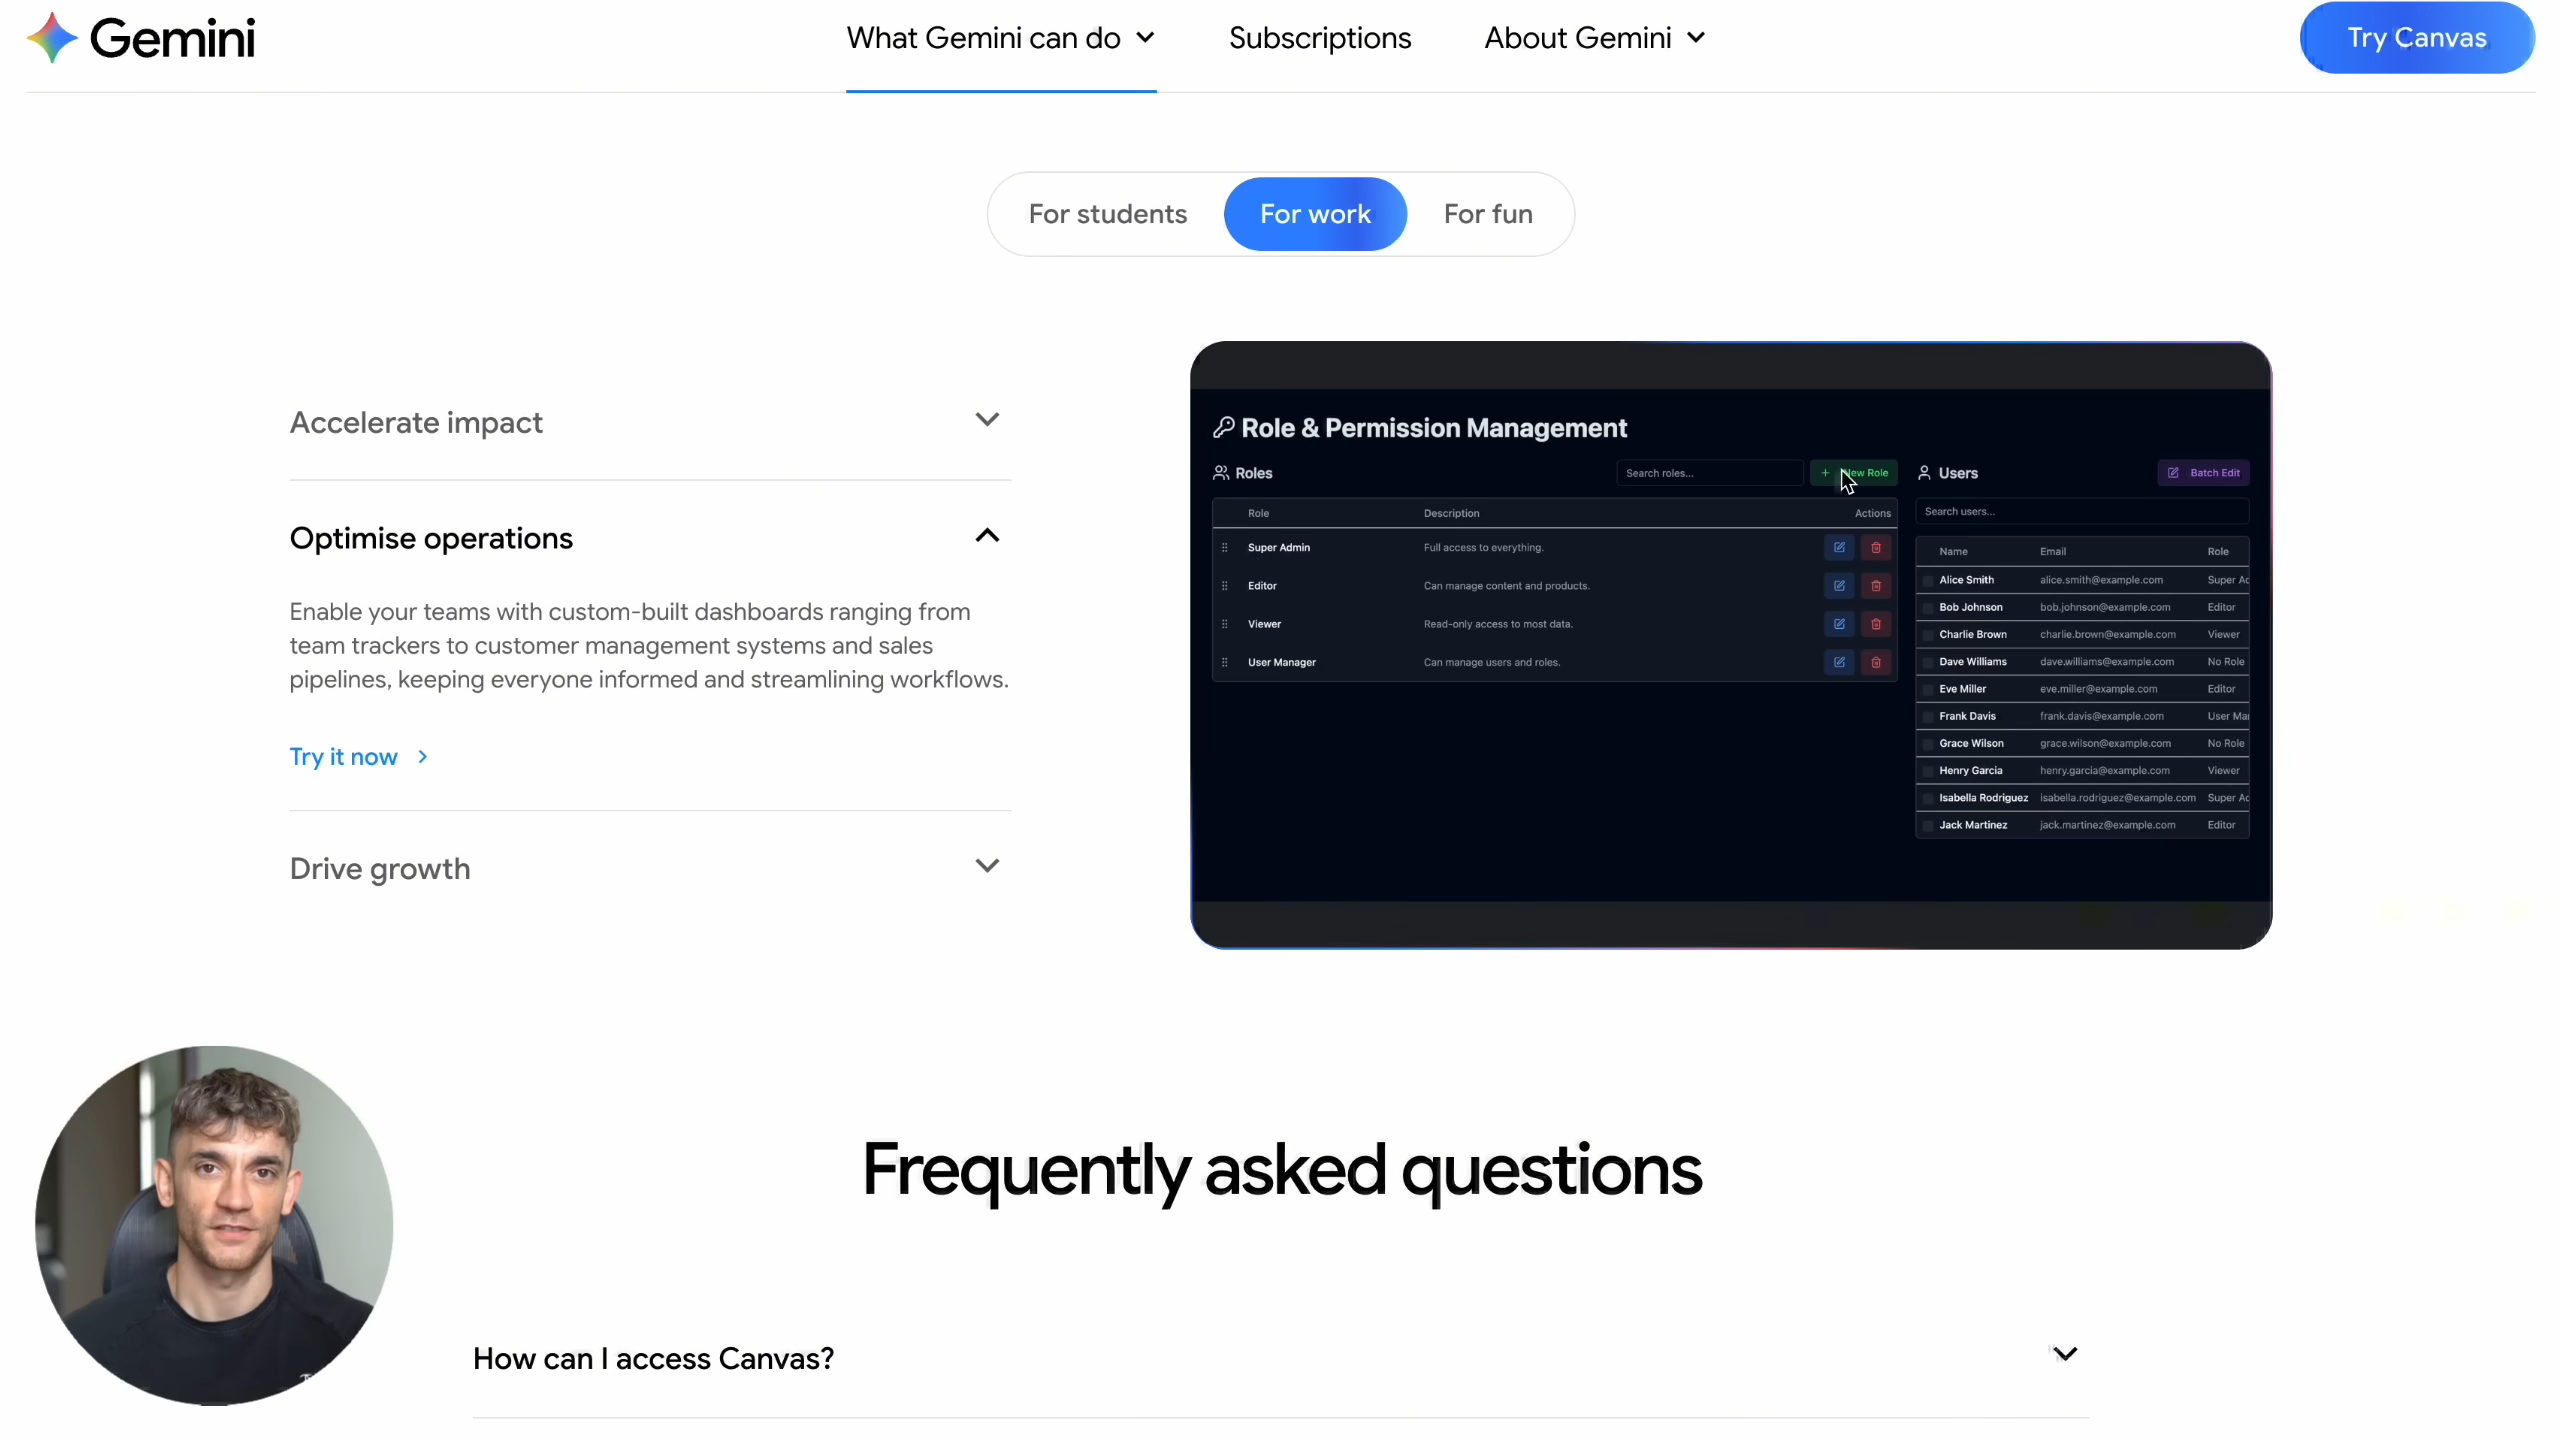 Gemini
What Gemini can do
Subscriptions
About Gemini
Try Canvas
For students
For work
For fun
Accelerate impact
Optimise operations
Enable your teams with custom-built dashboards ranging from
team trackers to customer management systems and sales
pipelines, keeping everyone informed and streamlining workflows.
Try it now
Drive growth
Role & Permission Management
Roles
Search roles...
+ New Role
Role Description Actions
Super Admin Full access to everything.
Editor Can manage content and products.
Viewer Read-only access to most data.
User Manager Can manage users and roles.
Users
Batch Edit
Search users...
Name Email Role
Alice Smith alice.smith@example.com Super Ad
Bob Johnson bob.johnson@example.com Editor
Charlie Brown charlie.brown@example.com Viewer
Dave Williams dave.williams@example.com No Role
Eve Miller eve.miller@example.com Editor
Frank Davis frank.davis@example.com User Ma
Grace Wilson grace.wilson@example.com No Role
Henry Garcia henry.garcia@example.com Viewer
Isabella Rodriguez isabella.rodriguez@example.com Super Ad
Jack Martinez jack.martinez@example.com Editor
Frequently asked questions
How can I access Canvas?